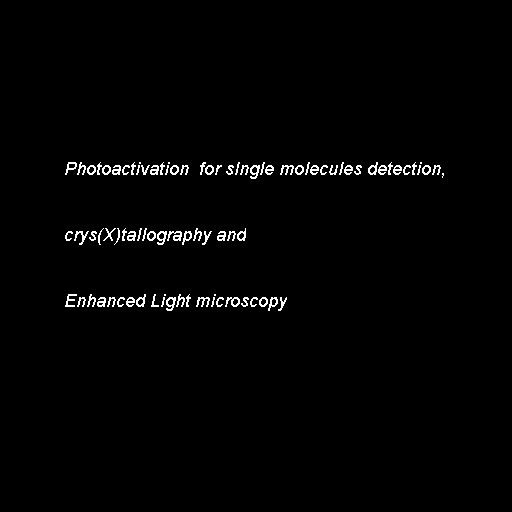 Photoactivation  for sIngle molecules detection,
crys(X)tallography and
Enhanced Light microscopy